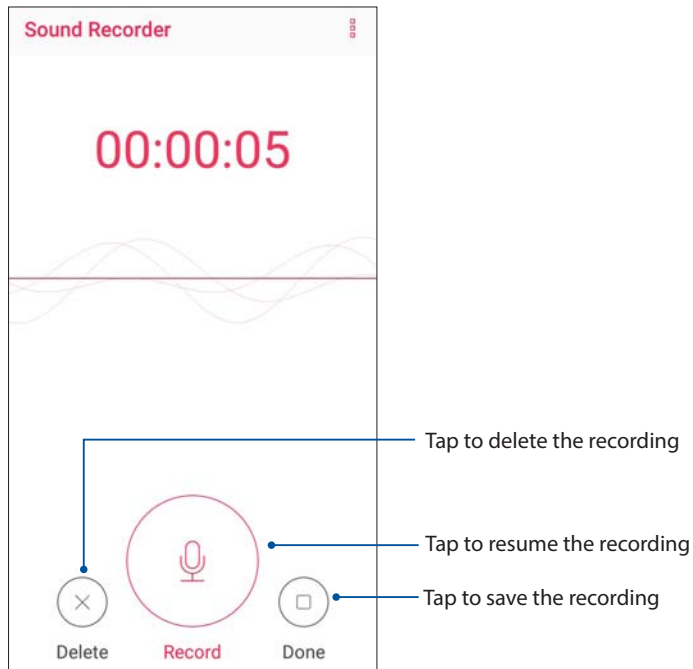 Sound Recorder
00:00:05
Tap to delete the recording
Tap to resume the recording
Tap to save the recording
Delete Record Done